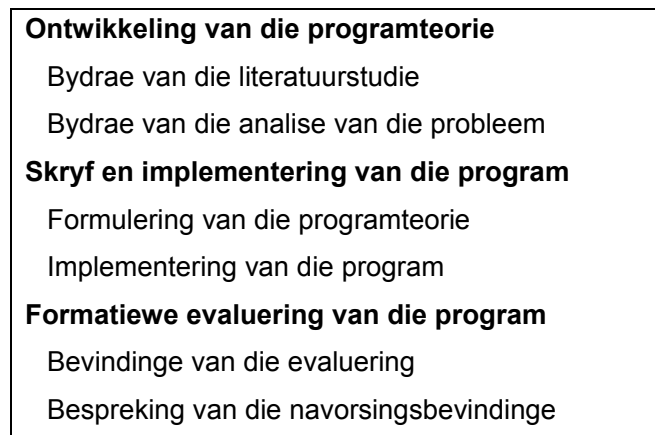 Ontwikkeling van die programteorie
Bydrae van die literatuurstudie
Bydrae van die analise van die probleem
Skryf en implementering van die program
Formulering van die programteorie
Implementering van die program
Formatiewe evaluering van die program
Bevindinge van die evaluering
Bespreking van die navorsingsbevindinge